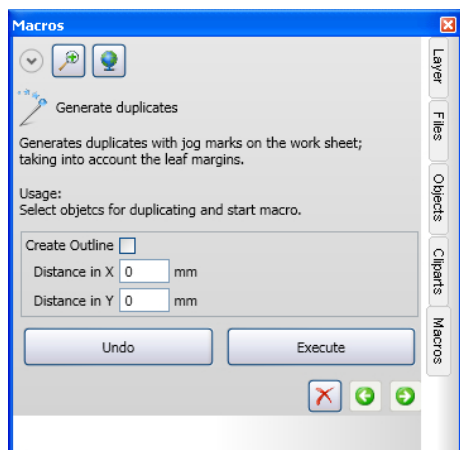 Macros
Generate duplicates
Generates duplicates with jog marks on the work sheet;
taking into account the leaf margins.
Usage:
Select objetcs for duplicating and start macro.
Create Outline
Distance in X 0 mm
Distance in Y 0 mm
Undo Execute
Layer
Files
Objects
Cliparts
Macros